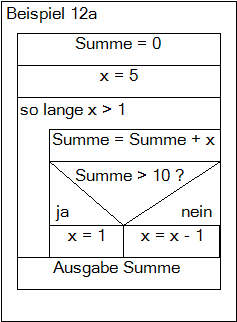 Beispiel 12a
Summe = 0
x = 5
so lange x > 1
Summe = Summe + x
Summe > 10 ?
ja nein
x = 1 x = x - 1
Ausgabe Summe